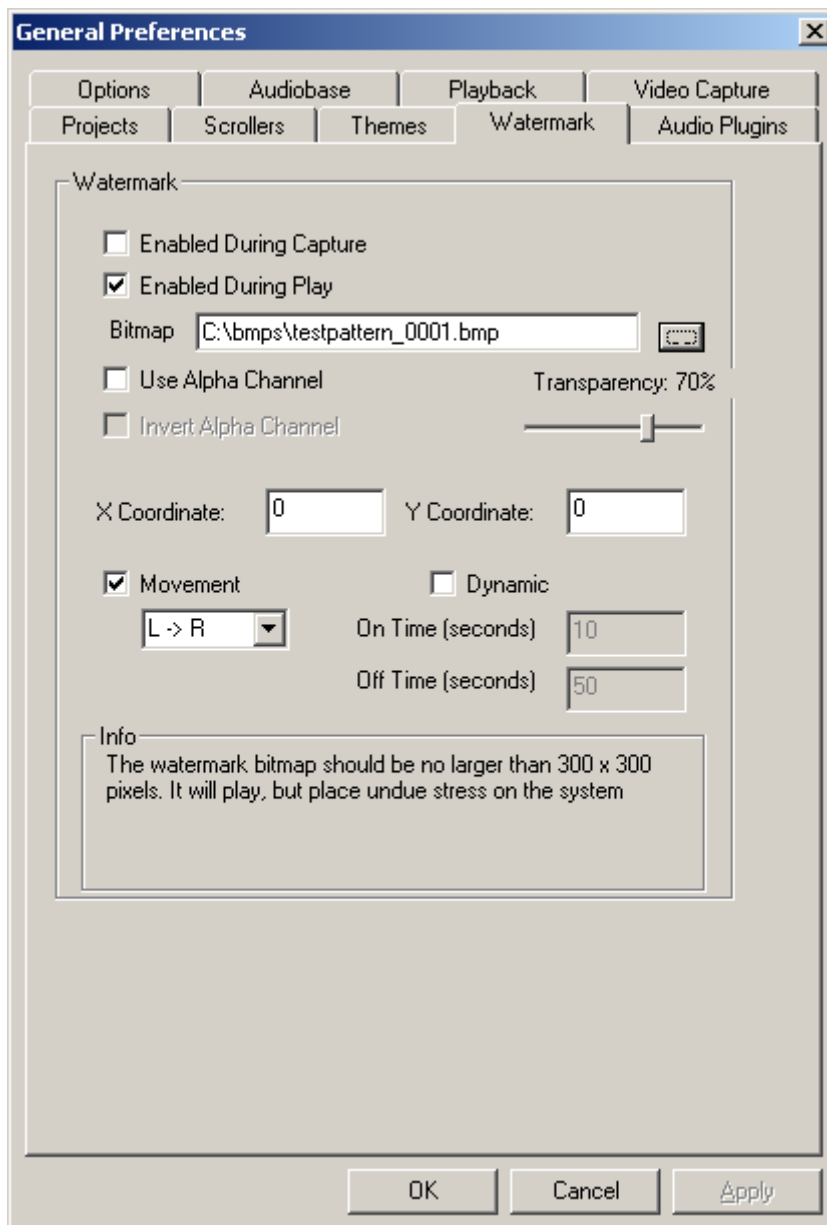 General Preferences
Options Audiobase Playback Video Capture
Projects Scrollers Themes Watermark Audio Plugins
Watermark
Enabled During Capture
Enabled During Play
Bitmap C:\bmps\testpattern_0001.bmp
Use Alpha Channel Transparency: 70%
Invert Alpha Channel
X Coordinate: 0 Y Coordinate: 0
Movement Dynamic
L -> R On Time (seconds) 10
Off Time (seconds) 50
Info
The watermark bitmap should be no larger than 300 x 300
pixels. It will play, but place undue stress on the system
OK Cancel Apply